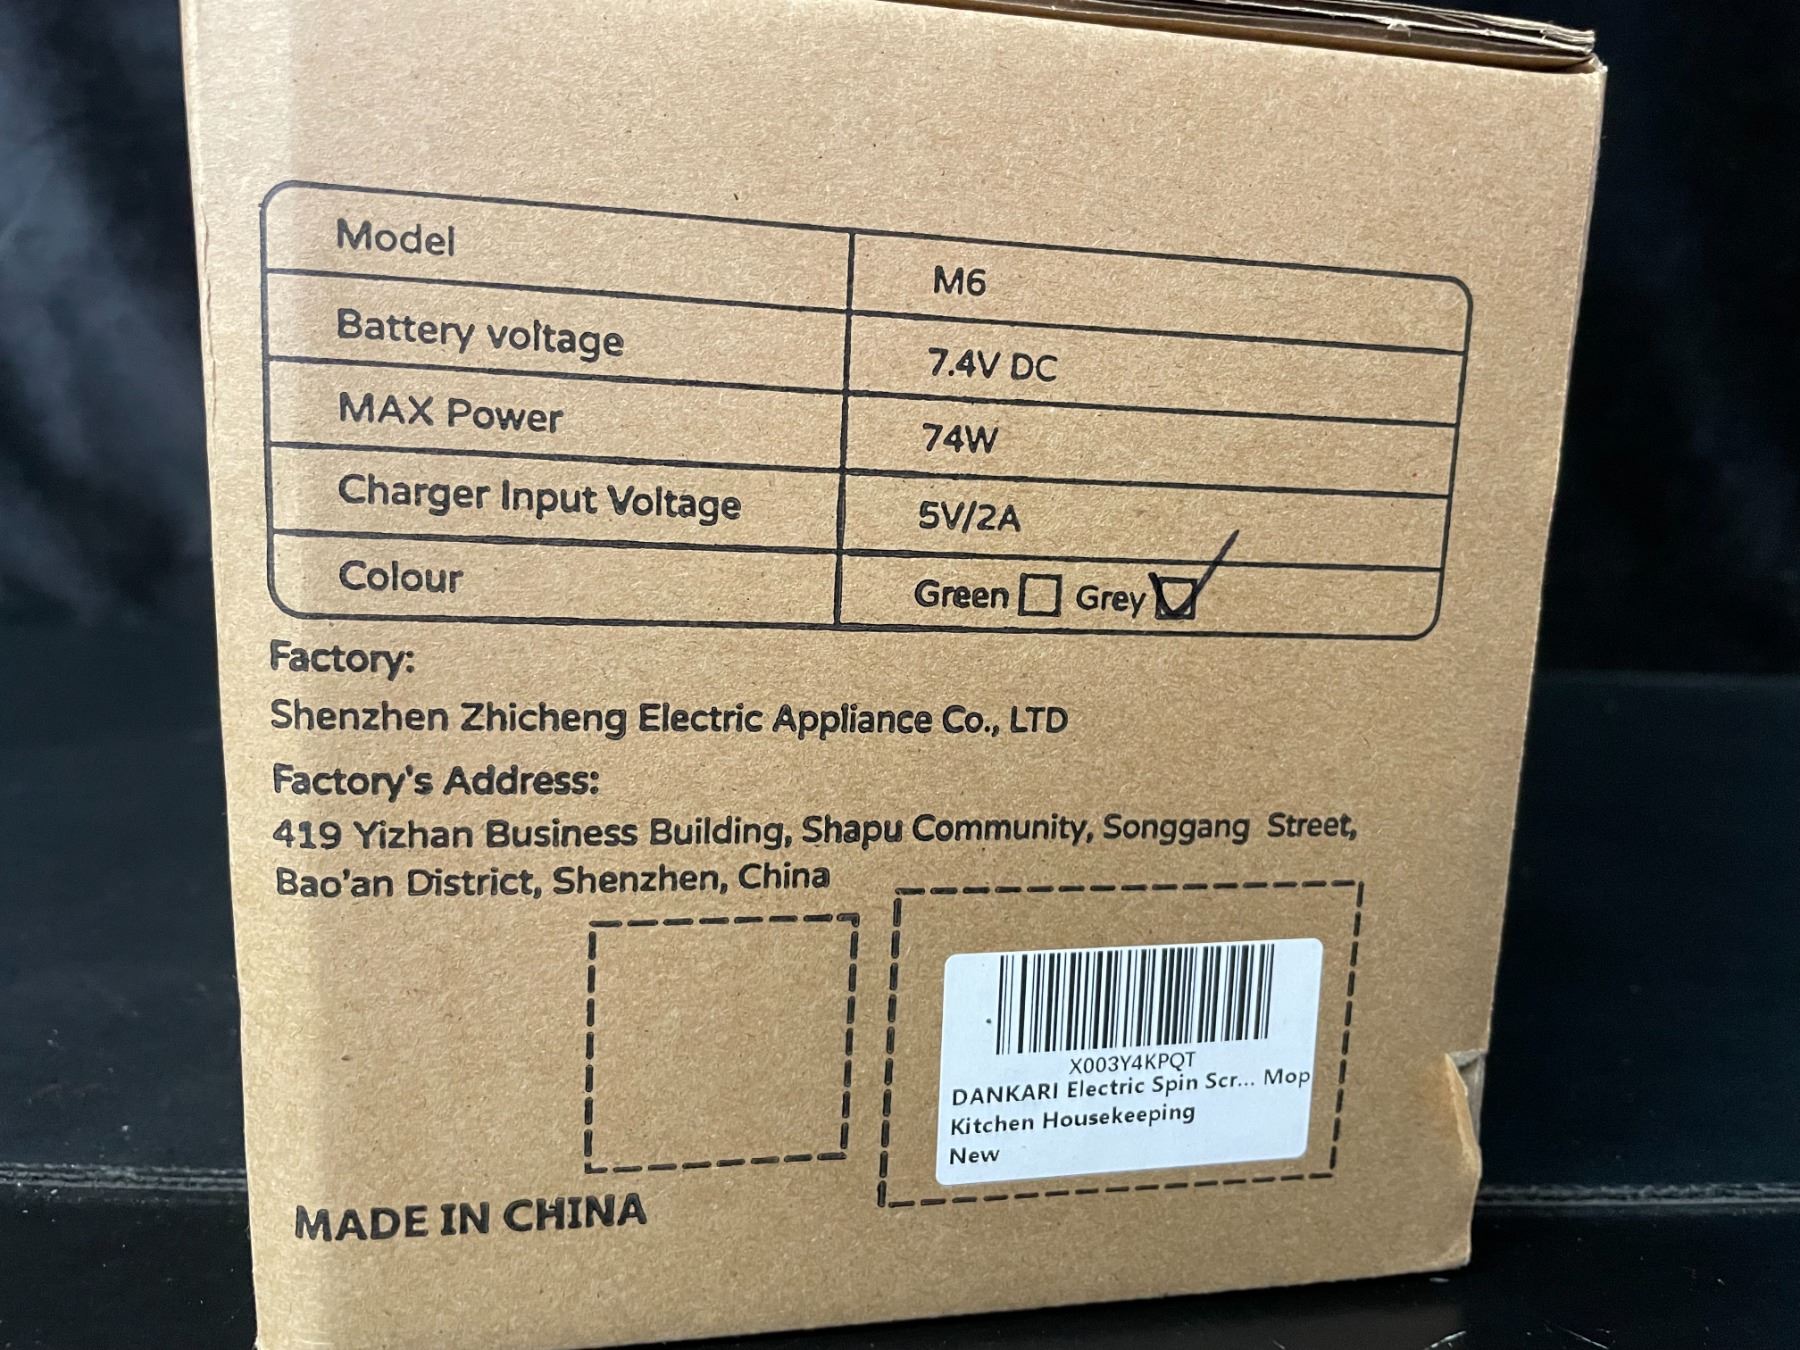 Model M6
Battery voltage 7.4V DC
MAX Power 74W
Charger Input Voltage 5V/2A
Colour Green Grey
Factory:
Shenzhen Zhicheng Electric Appliance Co., LTD
Factory's Address:
419 Yizhan Business Building, Shapu Community, Songgang Street,
Bao'an District, Shenzhen, China
X003Y4KPQT
DANKARI Electric Spin Scr... Mop
Kitchen Housekeeping
New
MADE IN CHINA